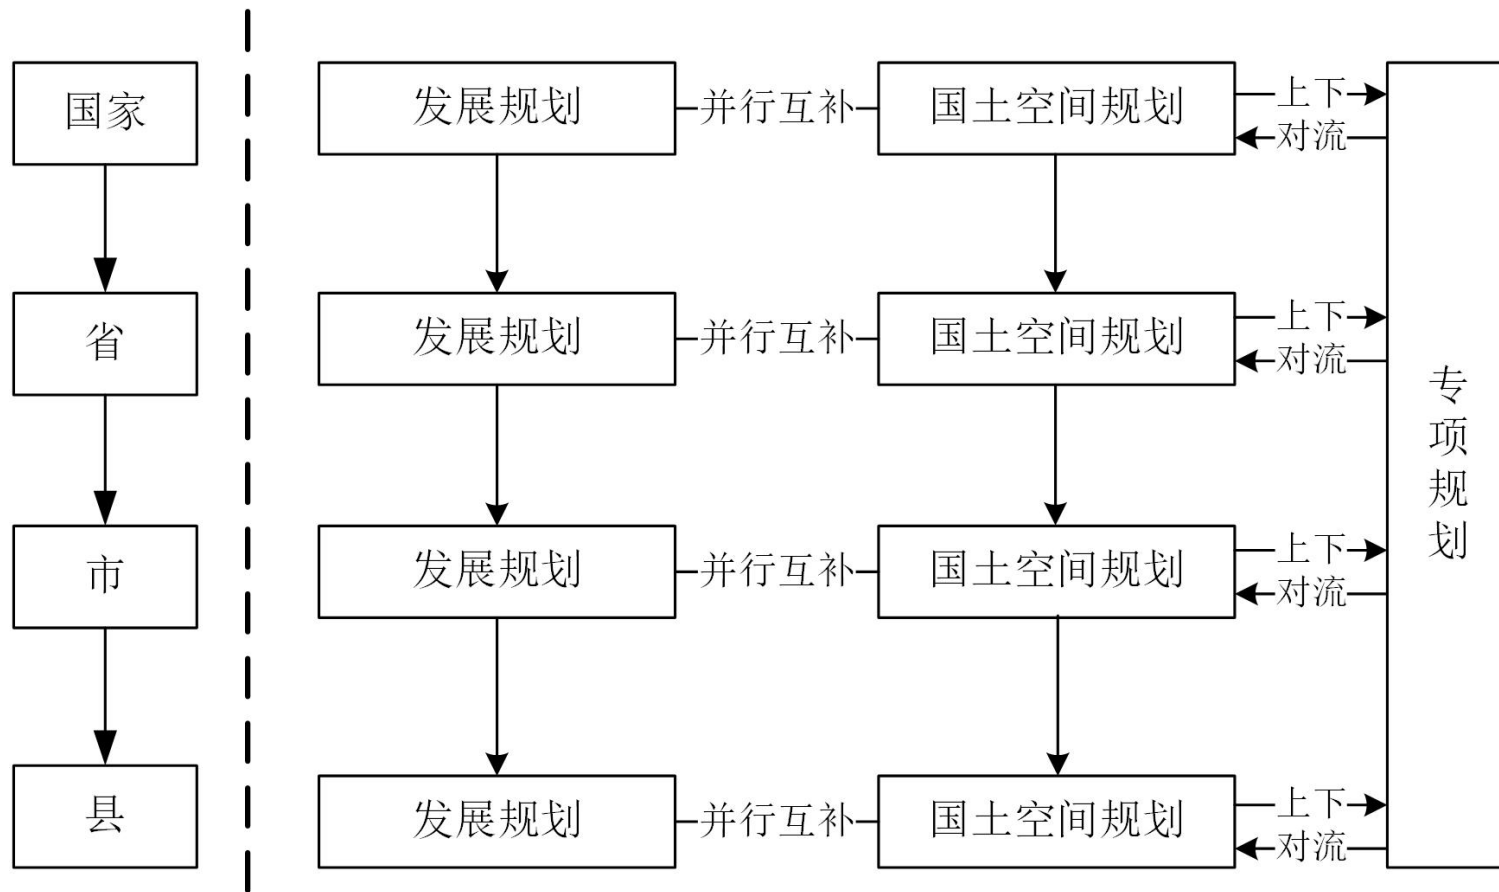 国家
发展规划
并行互补
国土空间规划
上下
对流
省
发展规划
并行互补
国土空间规划
上下
对流
专项规划
市
发展规划
并行互补
国土空间规划
上下
对流
县
发展规划
并行互补
国土空间规划
上下
对流